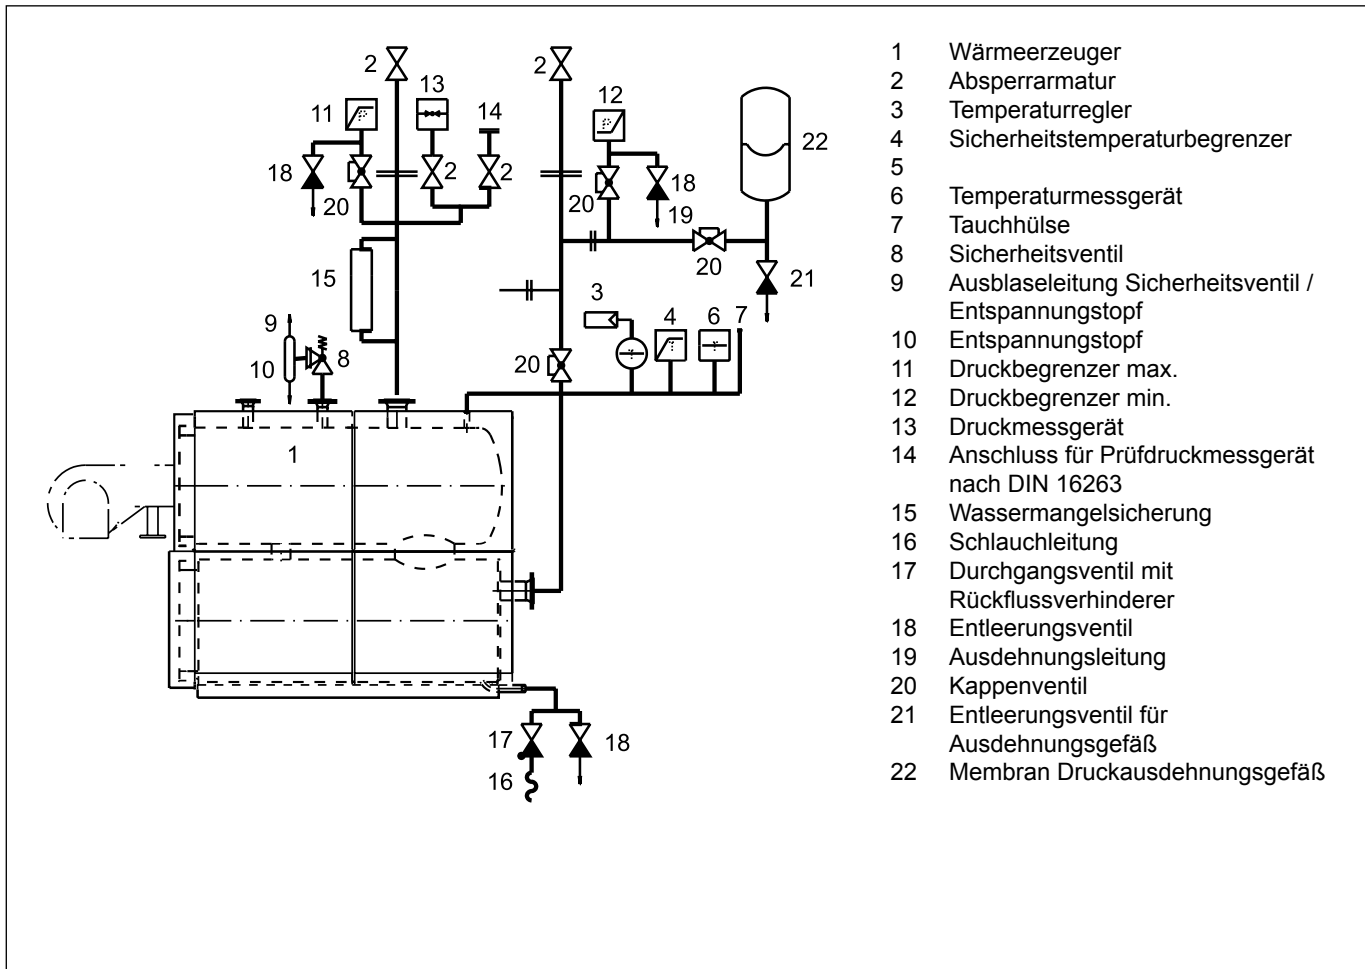 2
13
11
14
18
2
2
20
15
9
10
8
1
2
12
22
18
20
19
20
21
3
4
6
7
20
17
18
16
1 Wärmeerzeuger
2 Absperrarmatur
3 Temperaturregler
4 Sicherheitstemperaturbegrenzer
5
6 Temperaturmessgerät
7 Tauchhülse
8 Sicherheitsventil
9 Ausblaseleitung Sicherheitsventil /
Entspannungstopf
10 Entspannungstopf
11 Druckbegrenzer max.
12 Druckbegrenzer min.
13 Druckmessgerät
14 Anschluss für Prüfdruckmessgerät
nach DIN 16263
15 Wassermangelsicherung
16 Schlauchleitung
17 Durchgangsventil mit
Rückflussverhinderer
18 Entleerungsventil
19 Ausdehnungsleitung
20 Kappenventil
21 Entleerungsventil für
Ausdehnungsgefäß
22 Membran Druckausdehnungsgefäß